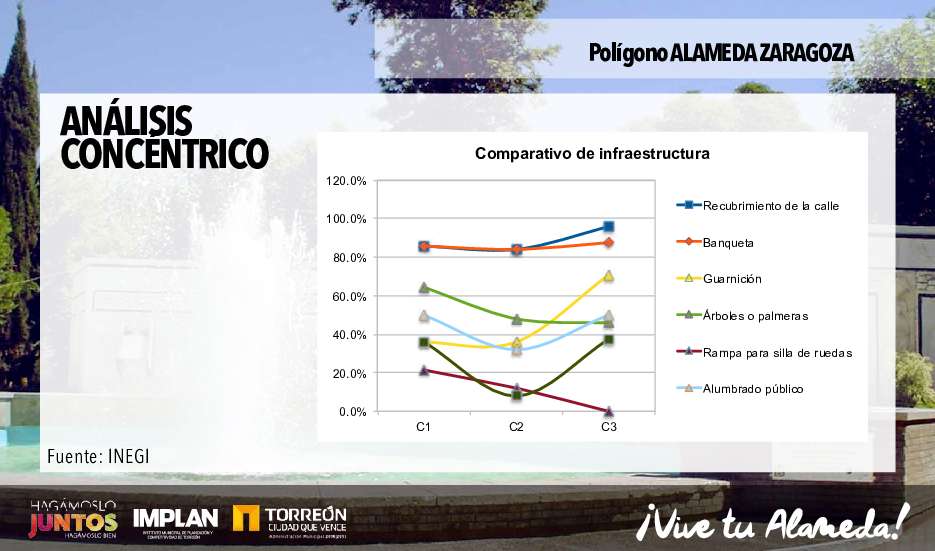 Polígono ALAMEDA ZARAGOZA
ANÁLISIS
CONCÉNTRICO
Comparativo de infraestructura
120.0%
100.0%
80.0%
60.0%
40.0%
20.0%
0.0%
C1 C2 C3
Recubrimiento de la calle
Banqueta
Guarnición
Árboles o palmeras
Rampa para silla de ruedas
Alumbrado público
Fuente: INEGI
HAGÁMOSLO
JUNTOS
HAGÁMOSLO BIEN
IMPLAN
INSTITUTO MUNICIPAL DE PLANEACIÓN Y
COMPETITIVIDAD DE TORREÓN
TORREÓN
CIUDAD QUE VENCE
Administración Municipal
¡Vive tu Alameda!